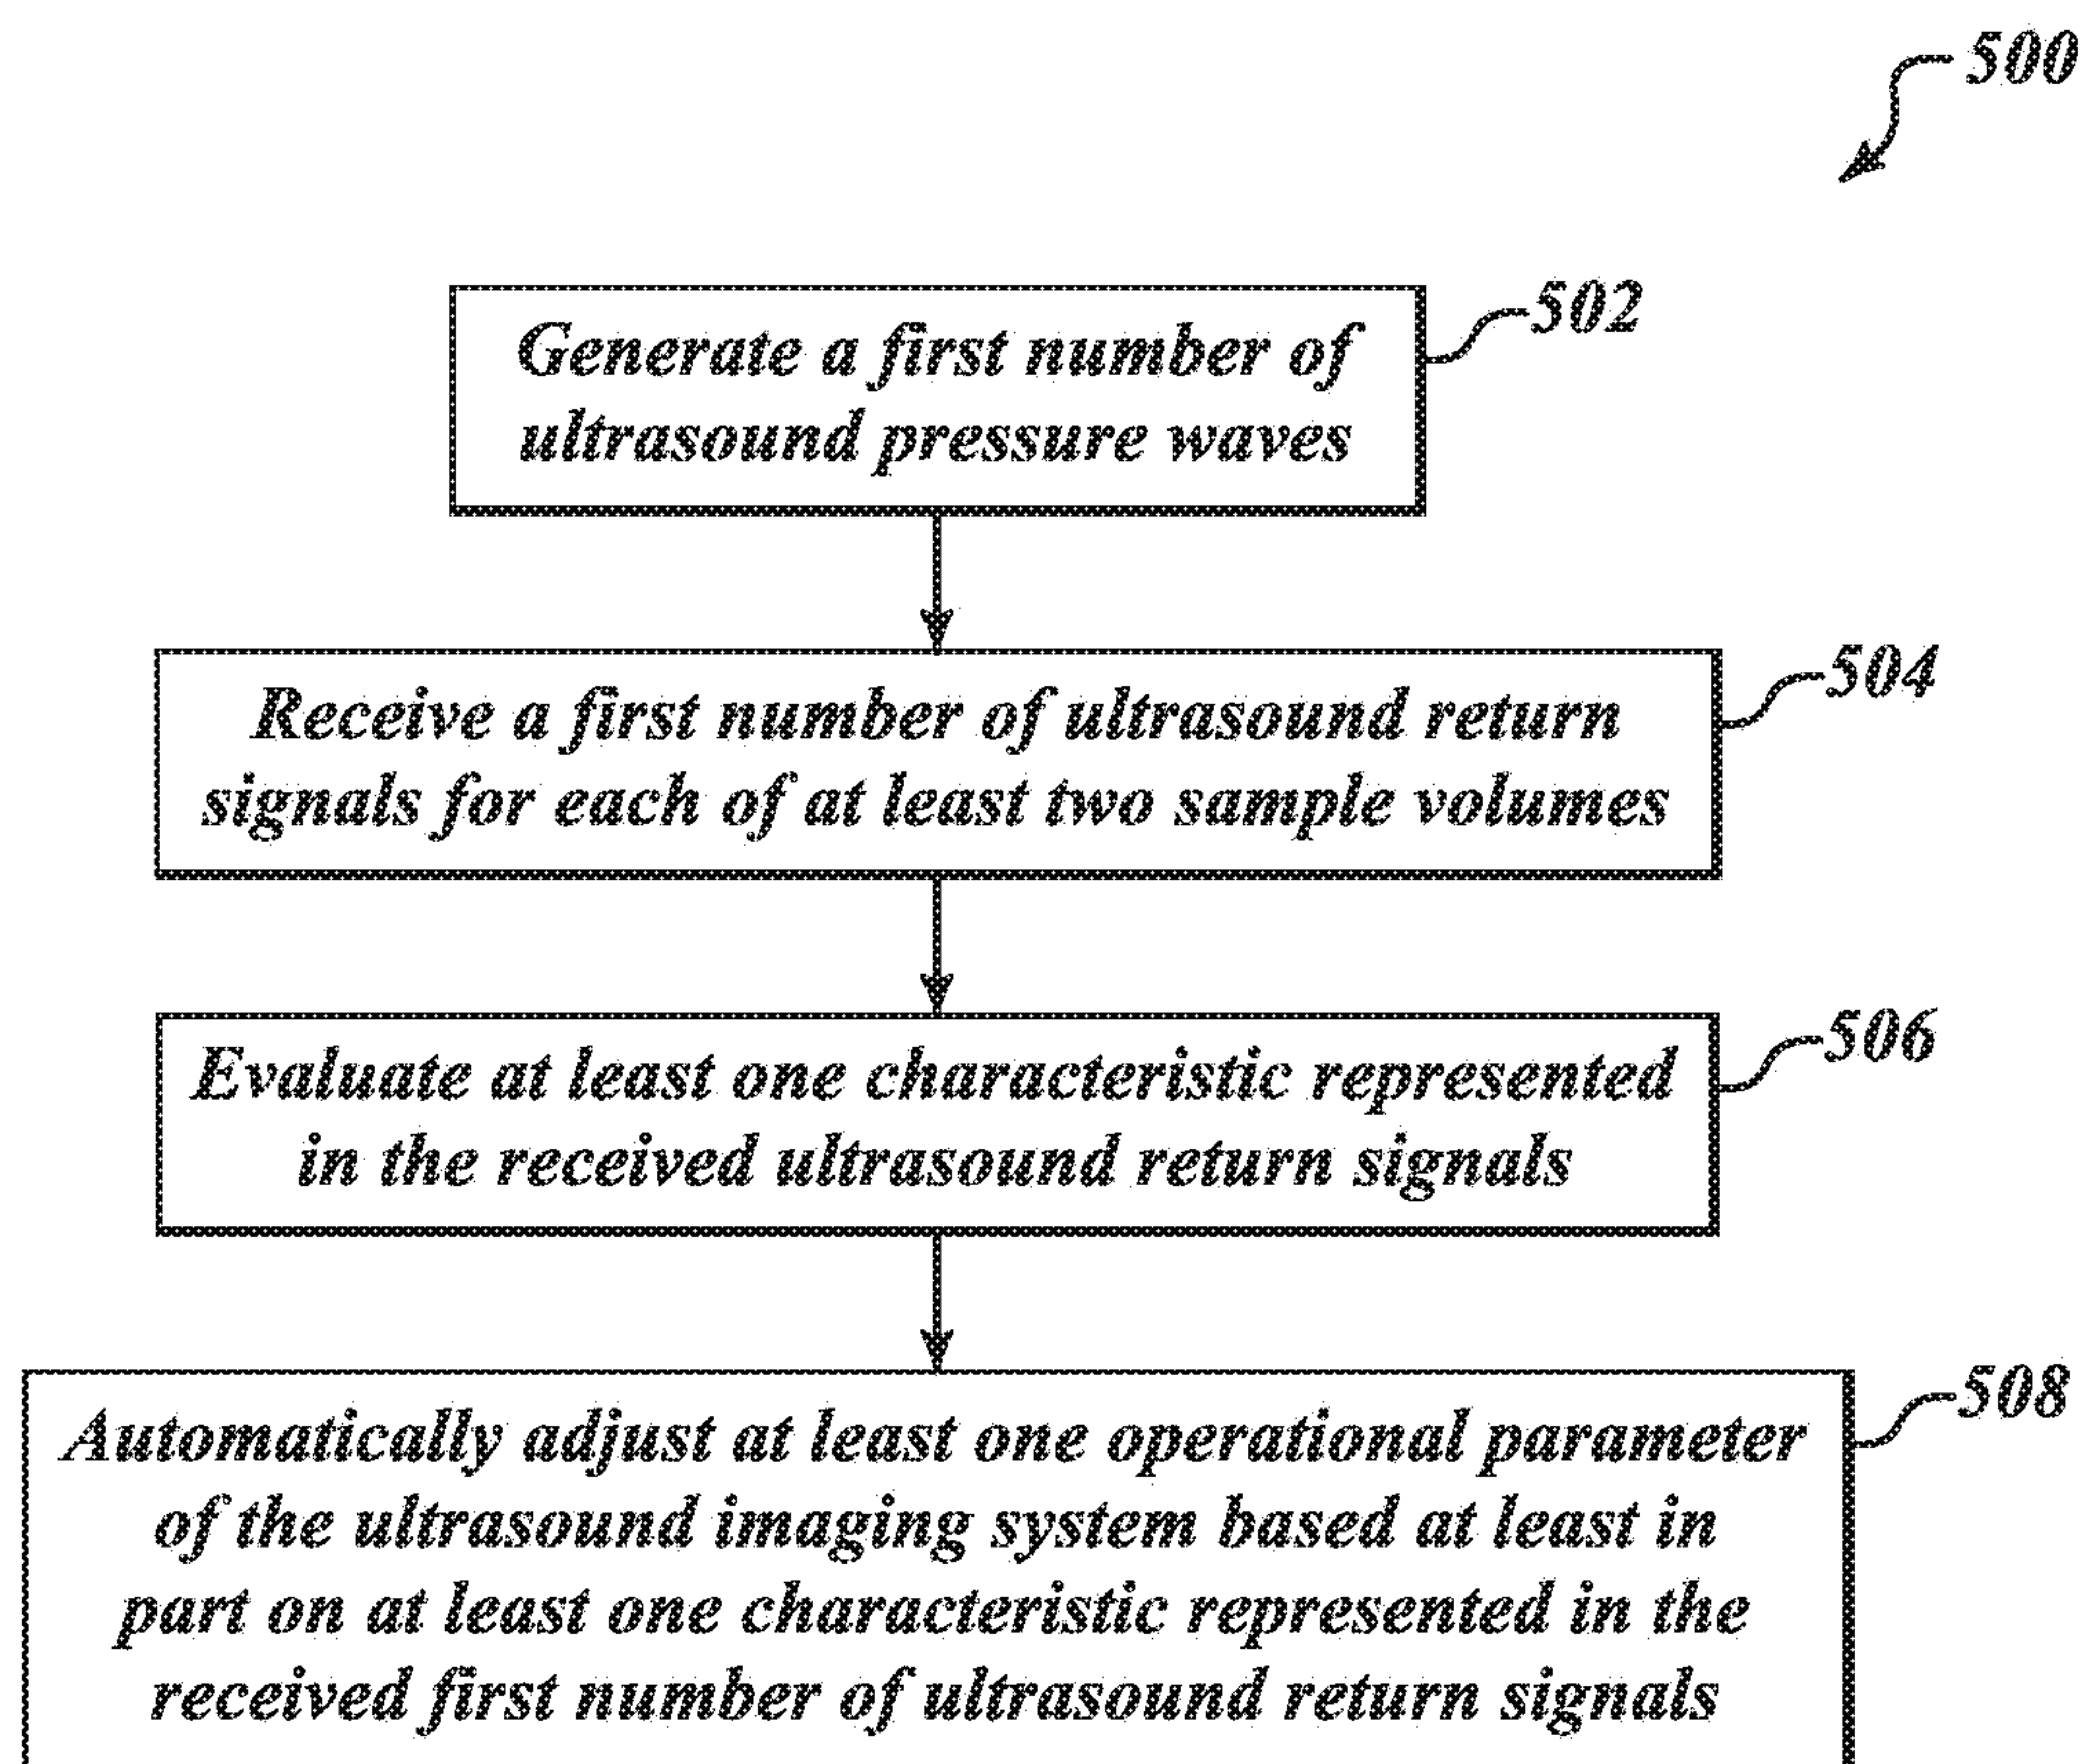 500
502
Generate a first number of
ultrasound pressure waves
504
Receive a first number of ultrasound return
signals for each of at least two sample volumes
506
Evaluate at least one characteristic represented
in the received ultrasound return signals
508
Automatically adjust at least one operational parameter
of the ultrasound imaging system based at least in
part on at least one characteristic represented in the
received first number of ultrasound return signals